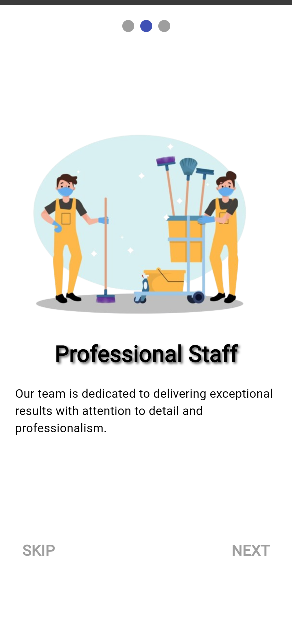 Professional Staff
Our team is dedicated to delivering exceptional
results with attention to detail and
professionalism.
SKIP
NEXT